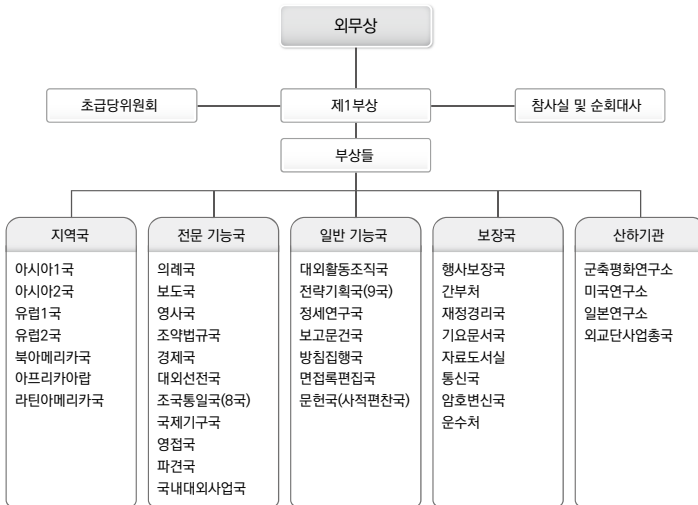 외무상
초급당위원회
제1부상
참사실 및 순회대사
부상들
지역국
아시아1국
아시아2국
유럽1국
유럽2국
북아메리카국
아프리카아랍
라틴아메리카국
전문 기능국
의례국
보도국
영사국
조약법규국
경제국
대외선전국
조국통일국(8국)
국제기구국
영접국
파견국
국내대외사업국
일반 기능국
대외활동조직국
전략기획국(9국)
정세연구국
보고문건국
방침집행국
면접록편집국
문헌국(사적편찬국)
보장국
행사보장국
간부처
재정경리국
기요문서국
자료도서실
통신국
암호변신국
운수처
산하기관
군축평화연구소
미국연구소
일본연구소
외교단사업총국